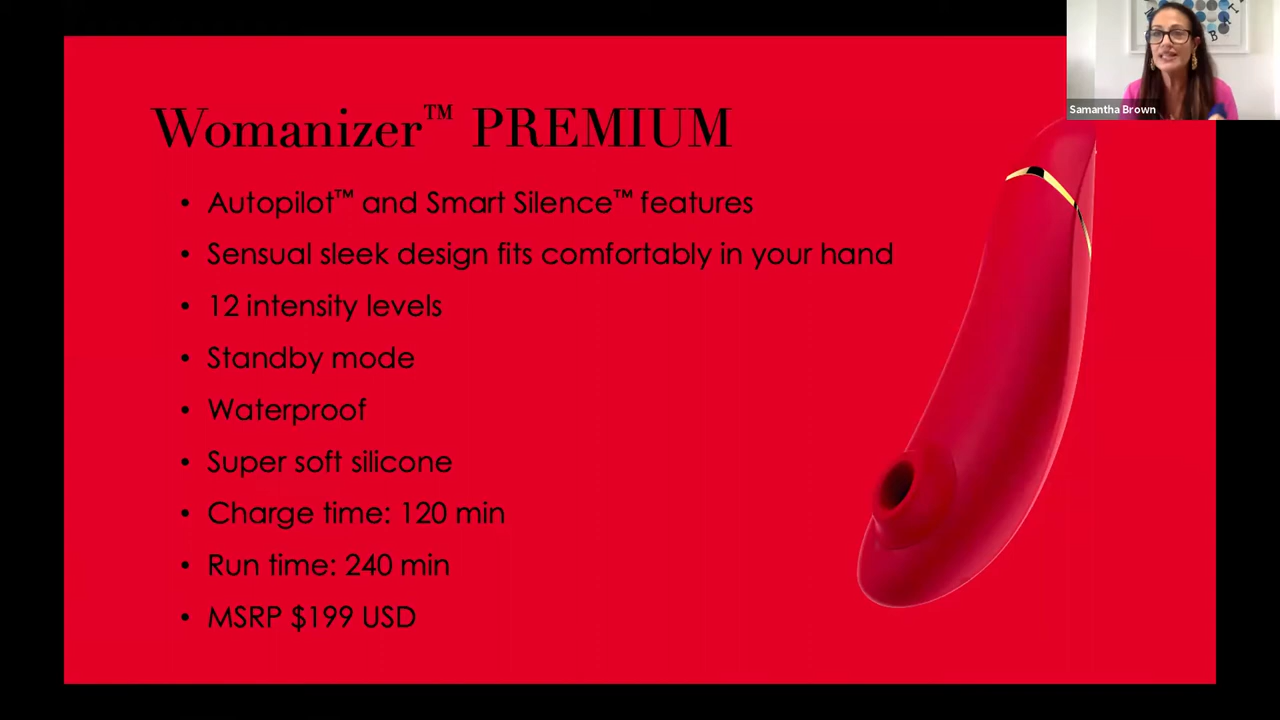 Womanizer™ PREMIUM
• Autopilot™ and Smart Silence™ features
• Sensual sleek design fits comfortably in your hand
• 12 intensity levels
• Standby mode
• Waterproof
• Super soft silicone
• Charge time: 120 min
• Run time: 240 min
• MSRP $199 USD
Samantha Brown